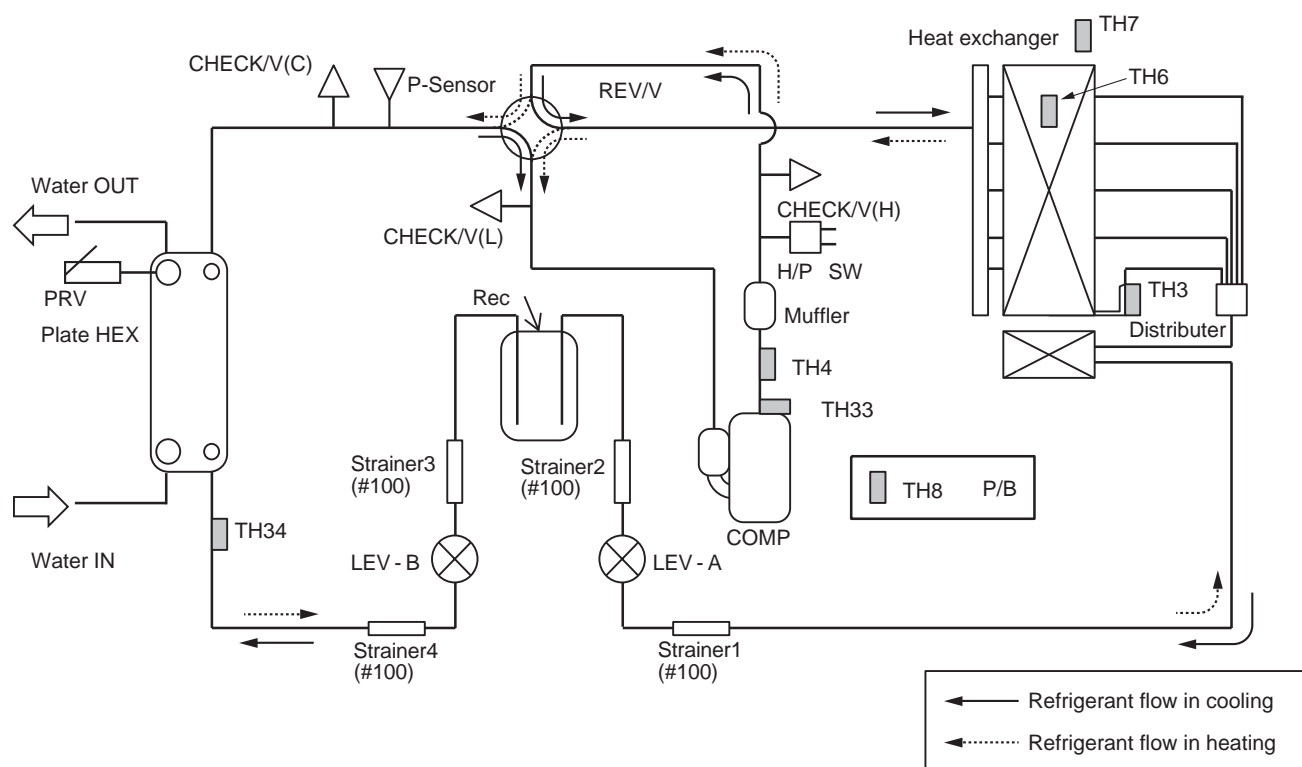 TH7
Heat exchanger
CHECK/V(C)
P-Sensor
REV/V
TH6
Water OUT
CHECK/V(H)
CHECK/V(L)
H/P SW
PRV
Rec
TH3
Plate HEX
Muffler
Distributer
TH4
TH33
Strainer3
(#100)
Strainer2
(#100)
TH8 P/B
TH34
COMP
Water IN
LEV - B
LEV - A
Strainer4
(#100)
Strainer1
(#100)
Refrigerant flow in cooling
Refrigerant flow in heating